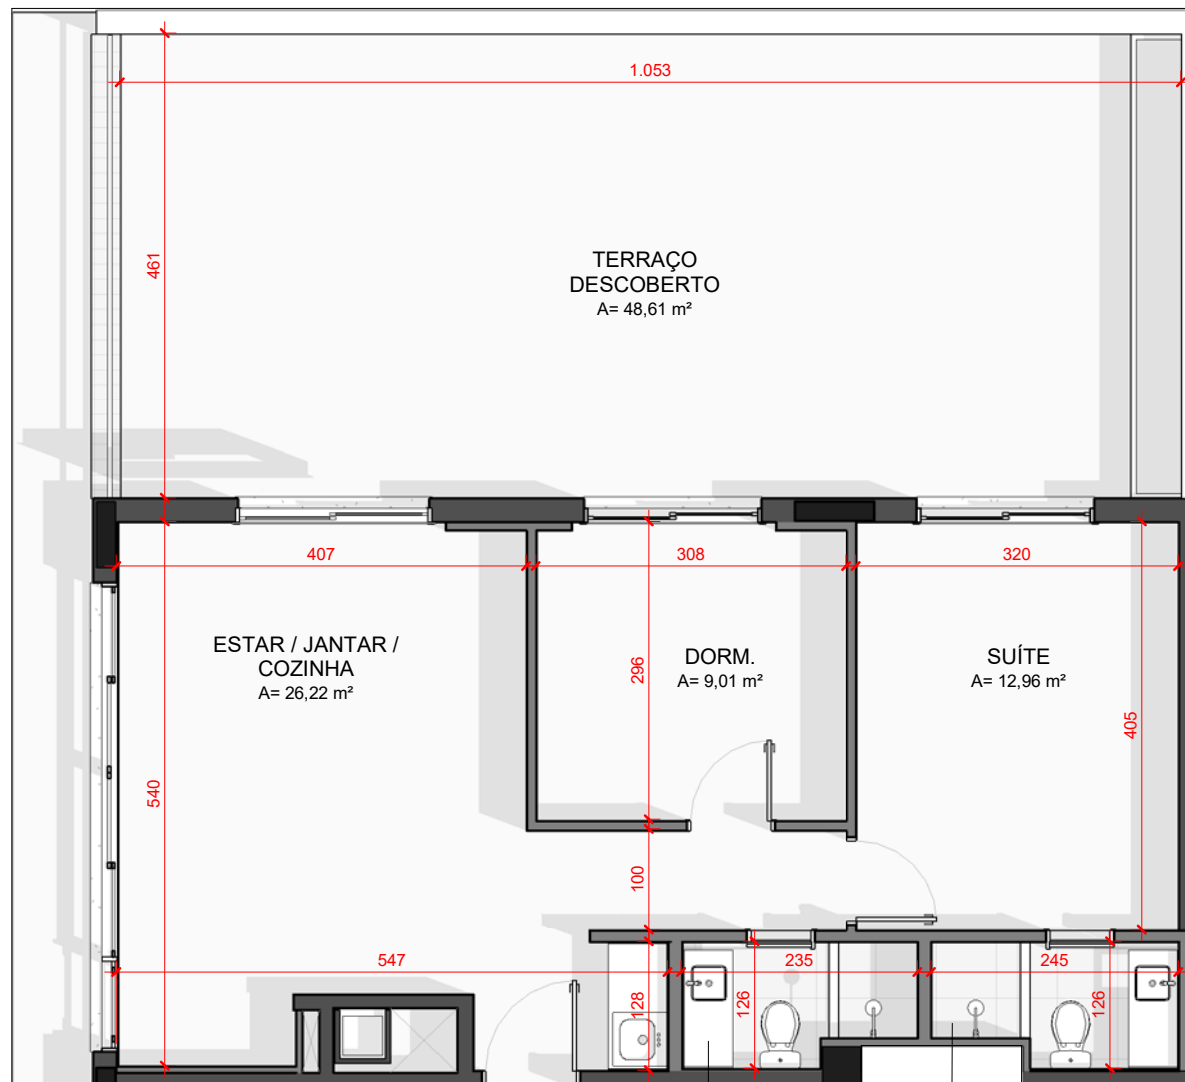 1.053
461
TERRAÇO
DESCOBERTO
A= 48,61 m²
407
308
320
ESTAR / JANTAR /
COZINHA
A= 26,22 m²
DORM.
A= 9,01 m²
SUÍTE
A= 12,96 m²
296
405
540
100
547
235
245
128
126
126